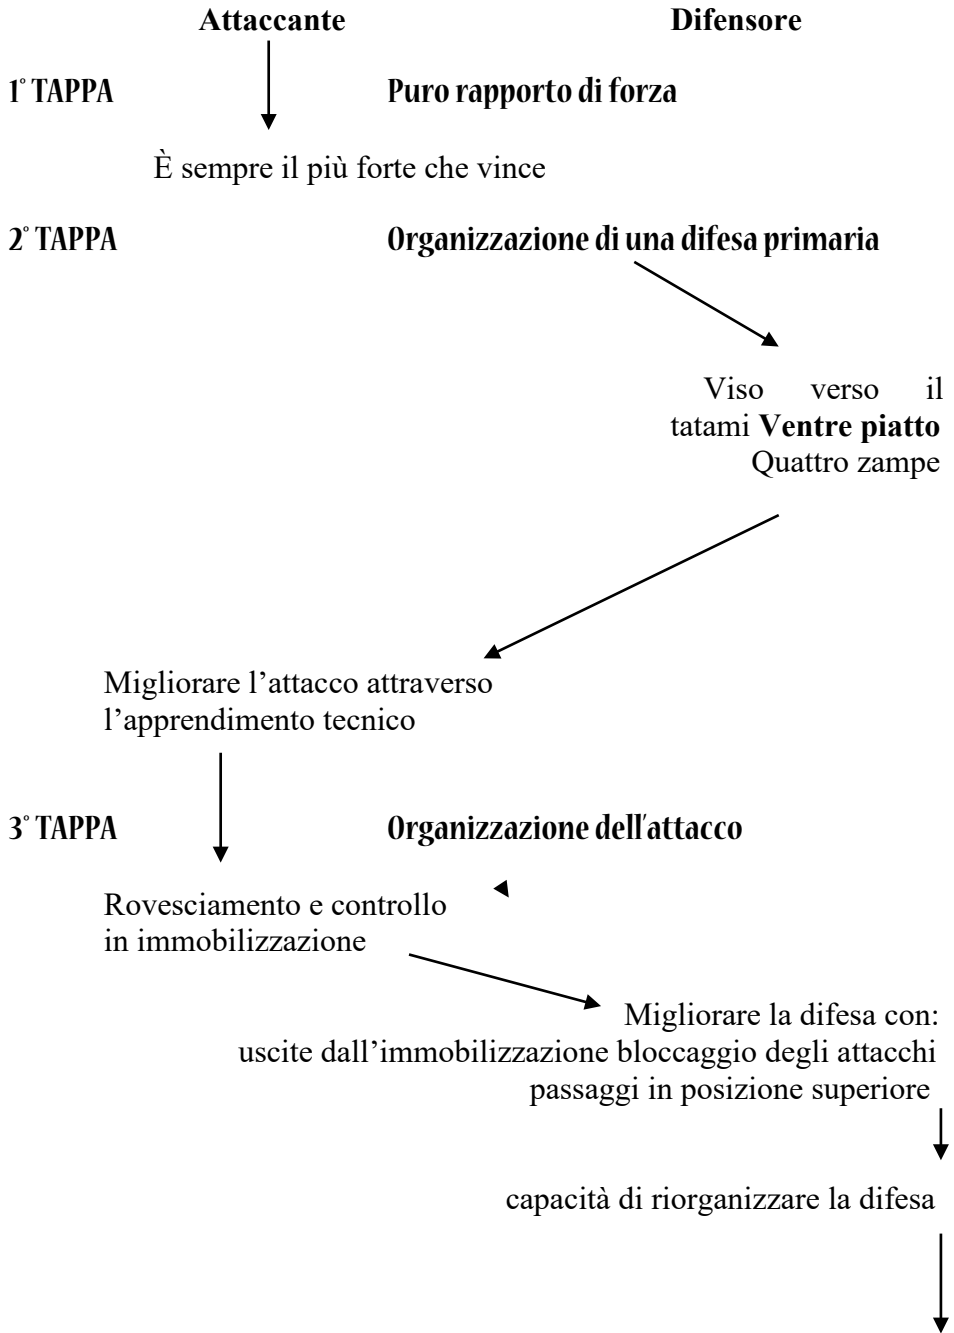 Attaccante Difensore
1° TAPPA Puro rapporto di forza
È sempre il più forte che vince
2° TAPPA Organizzazione di una difesa primaria
Viso verso il
tatami Ventre piatto
Quattro zampe
Migliorare l’attacco attraverso
l’apprendimento tecnico
3° TAPPA Organizzazione dell'attacco
Rovesciamento e controllo
in immobilizzazione
Migliorare la difesa con:
uscite dall’immobilizzazione bloccaggio degli attacchi
passaggi in posizione superiore
capacità di riorganizzare la difesa